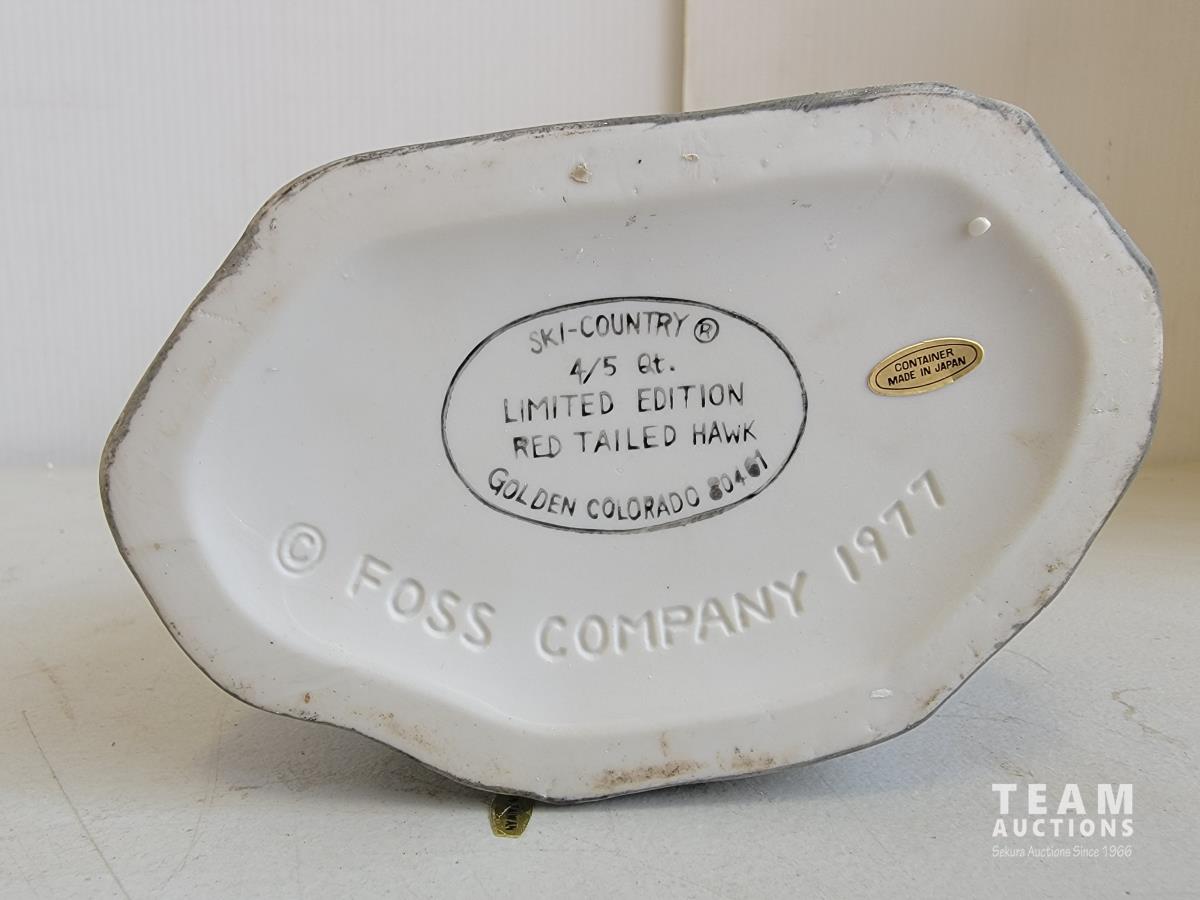 SKI-COUNTRY ®
4/5 Qt.
LIMITED EDITION
RED TAILED HAWK
GOLDEN COLORADO 80461
CONTAINER
MADE IN JAPAN
© FOSS COMPANY 1977
TEAM
AUCTIONS
Sekura Auctions Since 1966